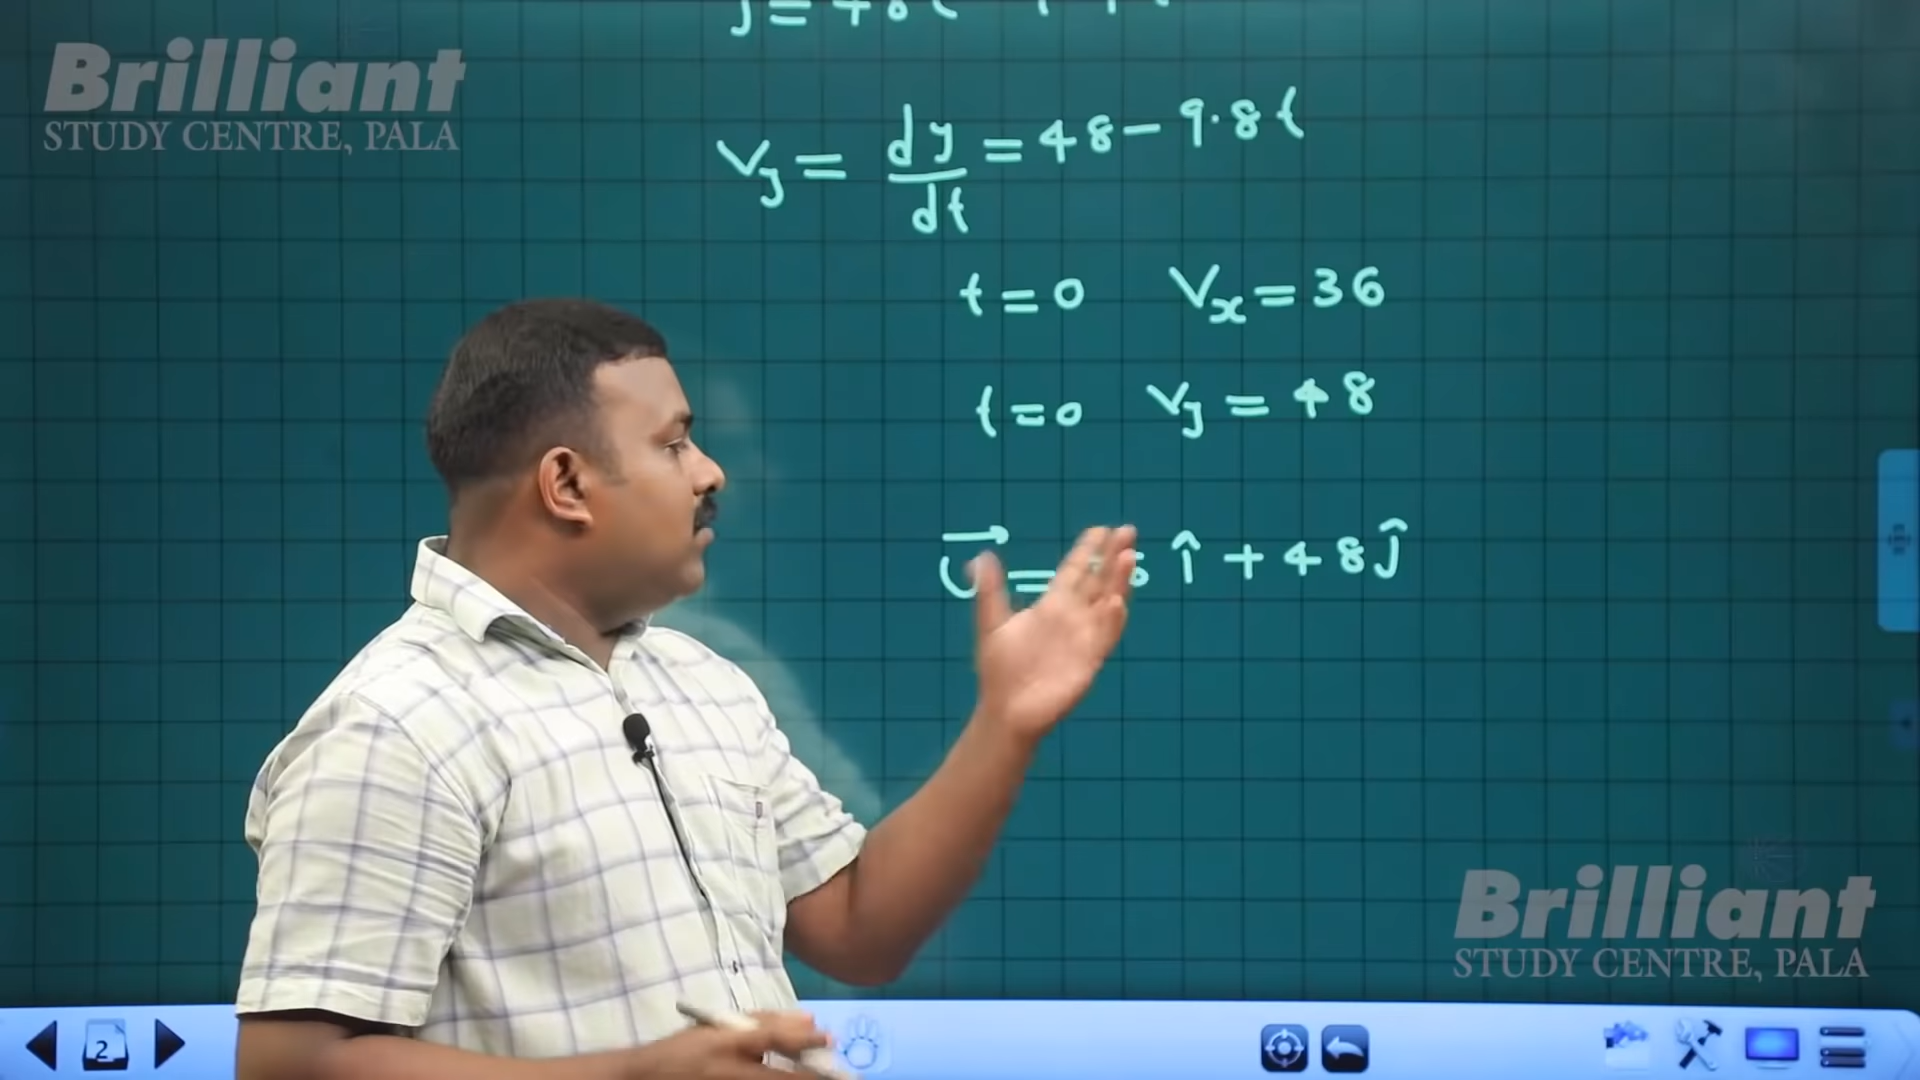 Brilliant
STUDY CENTRE, PALA
Vy = dy/dt = 48 - 9.8t
t = 0 Vx = 36
t = 0 Vy = 48
= î + 48ĵ
Brilliant
STUDY CENTRE, PALA
2